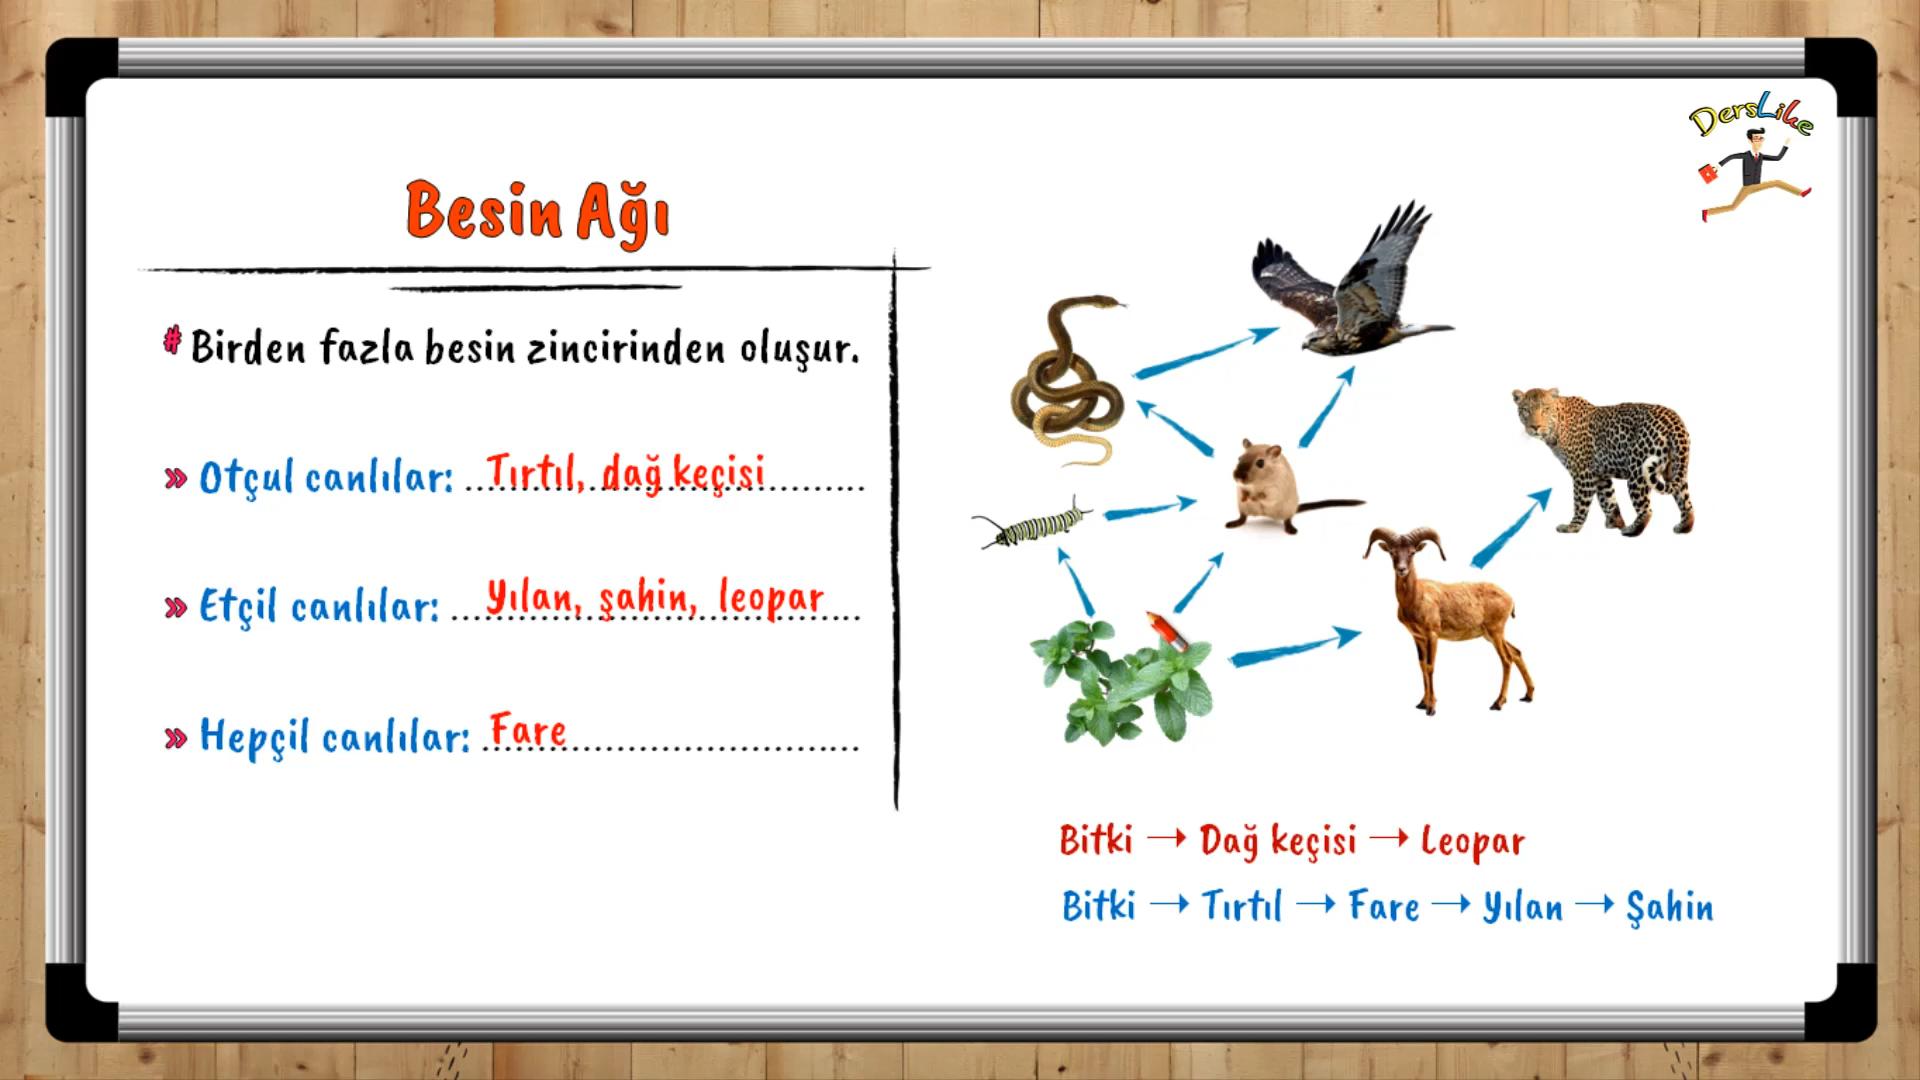 DersLike
Besin Ağı
# Birden fazla besin zincirinden oluşur.
» Otçul canlılar: ...Tırtıl, dağ keçisi.........
» Etçil canlılar: ...Yılan, şahin, leopar...
» Hepçil canlılar: .Fare..............................
Bitki → Dağ keçisi → Leopar
Bitki → Tırtıl → Fare → Yılan → Şahin